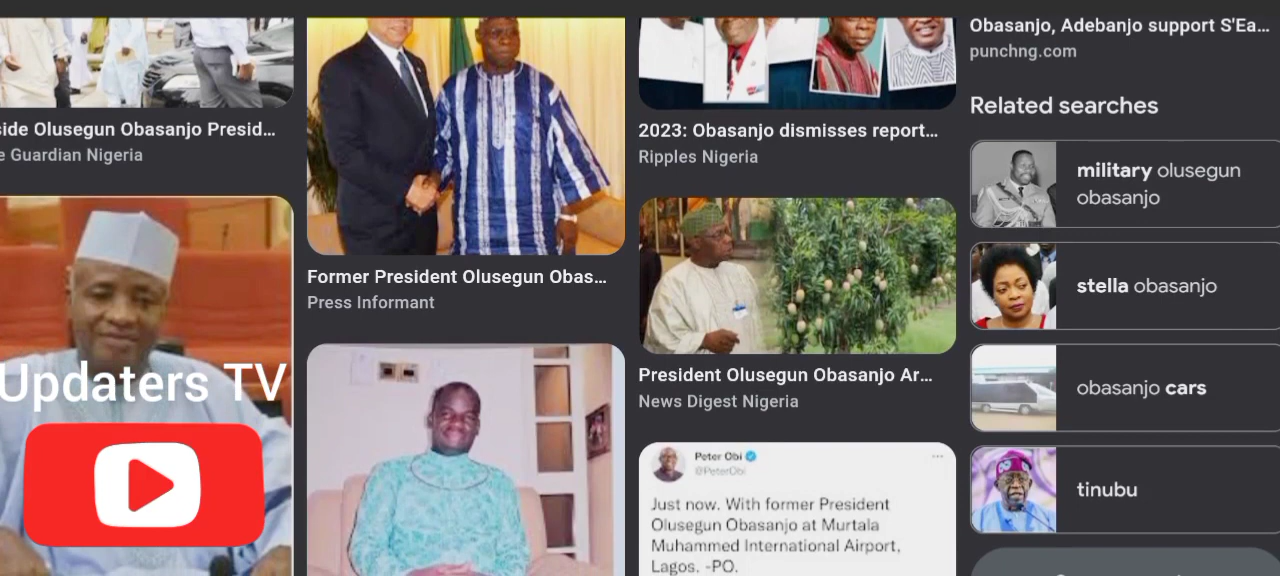 side Olusegun Obasanjo Presid...
e Guardian Nigeria
Updaters TV
Former President Olusegun Obas...
Press Informant
2023: Obasanjo dismisses report...
Ripples Nigeria
President Olusegun Obasanjo Ar...
News Digest Nigeria
Peter Obi
@PeterObi
Just now. With former President
Olusegun Obasanjo at Murtala
Muhammed International Airport,
Lagos. -PO.
Obasanjo, Adebanjo support S'Ea...
punchng.com
Related searches
military olusegun
obasanjo
stella obasanjo
obasanjo cars
tinubu